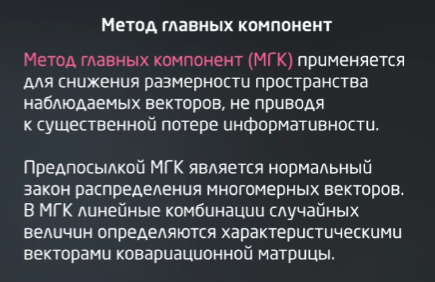 Метод главных компонент
Метод главных компонент (МГК) применяется
для снижения размерности пространства
наблюдаемых векторов, не приводя
к существенной потере информативности.
Предпосылкой МГК является нормальный
закон распределения многомерных векторов.
В МГК линейные комбинации случайных
величин определяются характеристическими
векторами ковариационной матрицы.